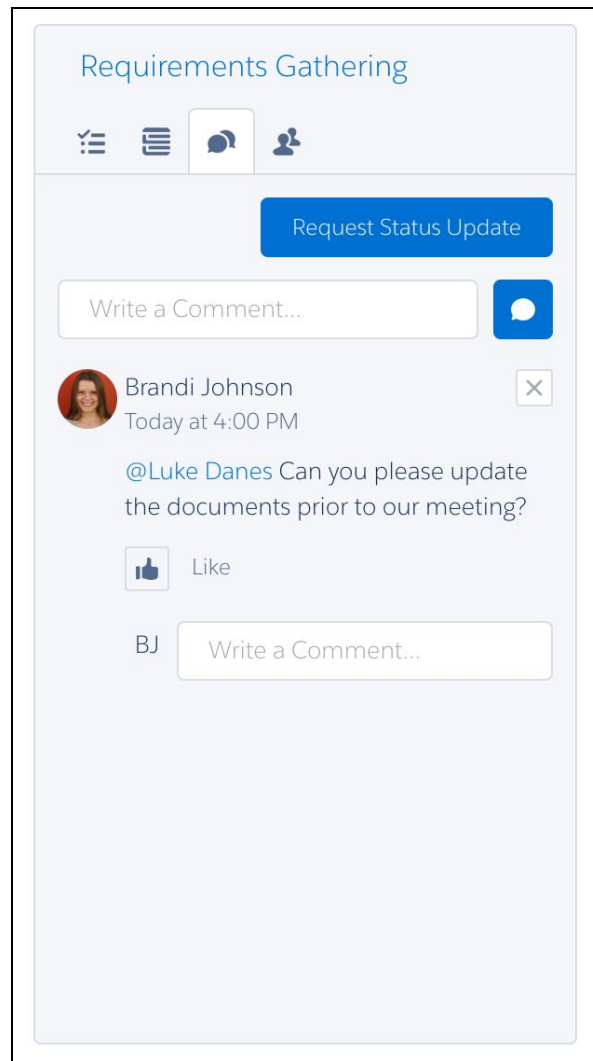 Requirements Gathering
Request Status Update
Write a Comment...
Brandi Johnson
Today at 4:00 PM
@Luke Danes Can you please update
the documents prior to our meeting?
Like
BJ
Write a Comment...